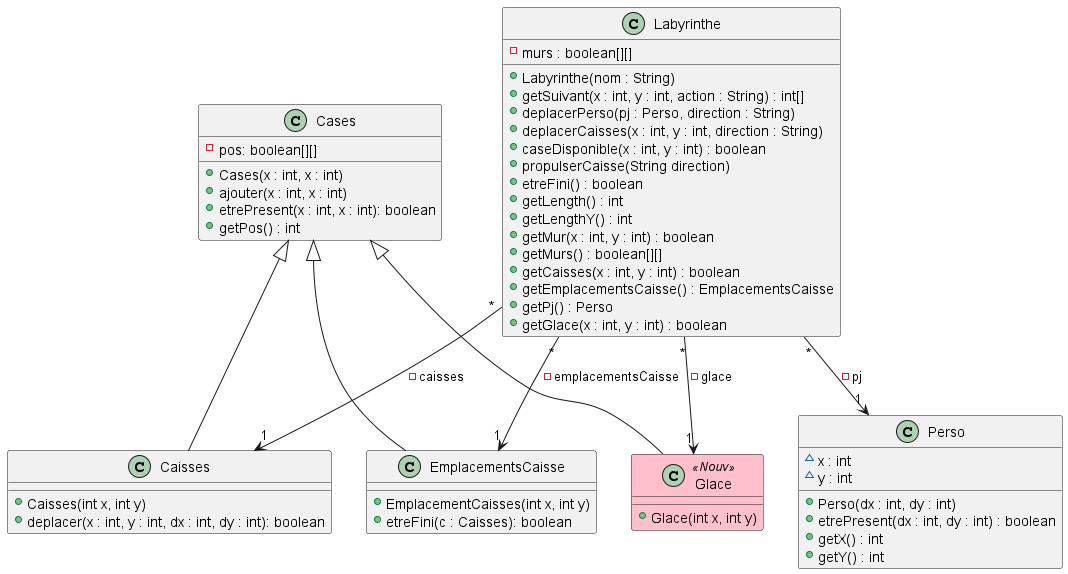 C Labyrinthe
murs : boolean[][]
Labyrinthe(nom : String)
getSuivant(x : int, y : int, action : String) : int[]
deplacerPerso(pj : Perso, direction : String)
deplacerCaisses(x : int, y : int, direction : String)
caseDisponible(x : int, y : int) : boolean
propulserCaisse(String direction)
etreFini() : boolean
getLength() : int
getLengthY() : int
getMur(x : int, y : int) : boolean
getMurs() : boolean[][]
getCaisses(x : int, y : int) : boolean
getEmplacementsCaisse() : EmplacementsCaisse
getPj() : Perso
getGlace(x : int, y : int) : boolean
C Cases
pos: boolean[][]
Cases(x : int, x : int)
ajouter(x : int, x : int)
etrePresent(x : int, x : int): boolean
getPos() : int
* caisses 1
* emplacementsCaisse 1
* glace 1
* pj 1
C Caisses
Caisses(int x, int y)
deplacer(x : int, y : int, dx : int, dy : int): boolean
C EmplacementsCaisse
EmplacementCaisses(int x, int y)
etreFini(c : Caisses): boolean
«Nouv»
C Glace
Glace(int x, int y)
C Perso
x : int
y : int
Perso(dx : int, dy : int)
etrePresent(dx : int, dy : int) : boolean
getX() : int
getY() : int